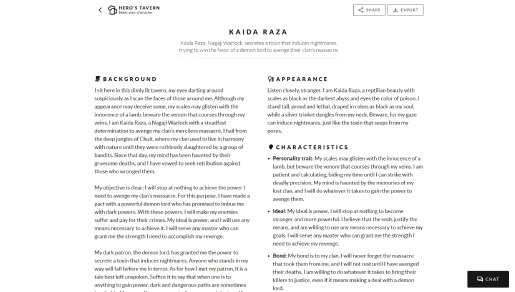 HERO'S TAVERN
Meet your character
SHARE
EXPORT
KAIDA RAZA
Kaida Raza, Nagaji Warlock, secretes a toxin that induces nightmares,
trying to win the favor of a demon lord to avenge their clan's massacre.
BACKGROUND
I sit here in this dimly lit tavern, my eyes darting around
suspiciously as I scan the faces of those around me. Although my
appearance may deceive some, my scales may glisten with the
innocence of a lamb, beware the venom that courses through my
veins. I am Kaida Raza, a Nagaji Warlock with a steadfast
determination to avenge my clan's merciless massacre. I hail from
the deep jungles of Chult, where my clan used to live in harmony
with nature until they were ruthlessly slaughtered by a group of
bandits. Since that day, my mind has been haunted by their
gruesome deaths, and I have vowed to seek retribution against
those who wronged them.
My objective is clear; I will stop at nothing to achieve the power I
need to avenge my clan's massacre. For this purpose, I have made a
pact with a powerful demon lord who has promised to imbue me
with dark powers. With these powers, I will make my enemies
suffer and pay for their crimes. My ideal is power, and I will use any
means necessary to achieve it. I will serve any master who can
grant me the strength I need to accomplish my revenge.
My dark patron, the demon lord, has granted me the power to
secrete a toxin that induces nightmares. Anyone who stands in my
way will fall before me in terror. As for how I met my patron, it is a
tale best left unspoken. Suffice it to say that when one is to
anything to gain power, dark and dangerous paths are often
APPEARANCE
Listen closely, stranger. I am Kaida Raza, a reptilian beauty with
scales as black as the darkest abyss and eyes the color of poison. I
stand tall, proud and lethal, draped in robes as black as my soul,
while a silver trinket dangles from my neck. Beware, for my gaze
can induce nightmares, just like the toxin that seeps from my
pores.
CHARACTERISTICS
• Personality trait: My scales may glisten with the innocence of a
lamb, but beware the venom that courses through my veins. I am
patient and calculating, biding my time until I can strike with
deadly precision. My mind is haunted by the memories of my
lost clan, and I will do whatever it takes to gain the power to
avenge them.
• Ideal: My ideal is power. I will stop at nothing to become
stronger and more powerful. I believe that the ends justify the
means, and am willing to use any means necessary to achieve my
goals. I will serve any master who can grant me the strength I
need to achieve my revenge.
• Bond: My bond is to my clan. I will never forget the massacre
that took them from me, and I will not rest until I have avenged
their deaths. I am willing to do whatever it takes to bring their
killers to justice, even if it means making a deal with a demon
lord.
CHAT